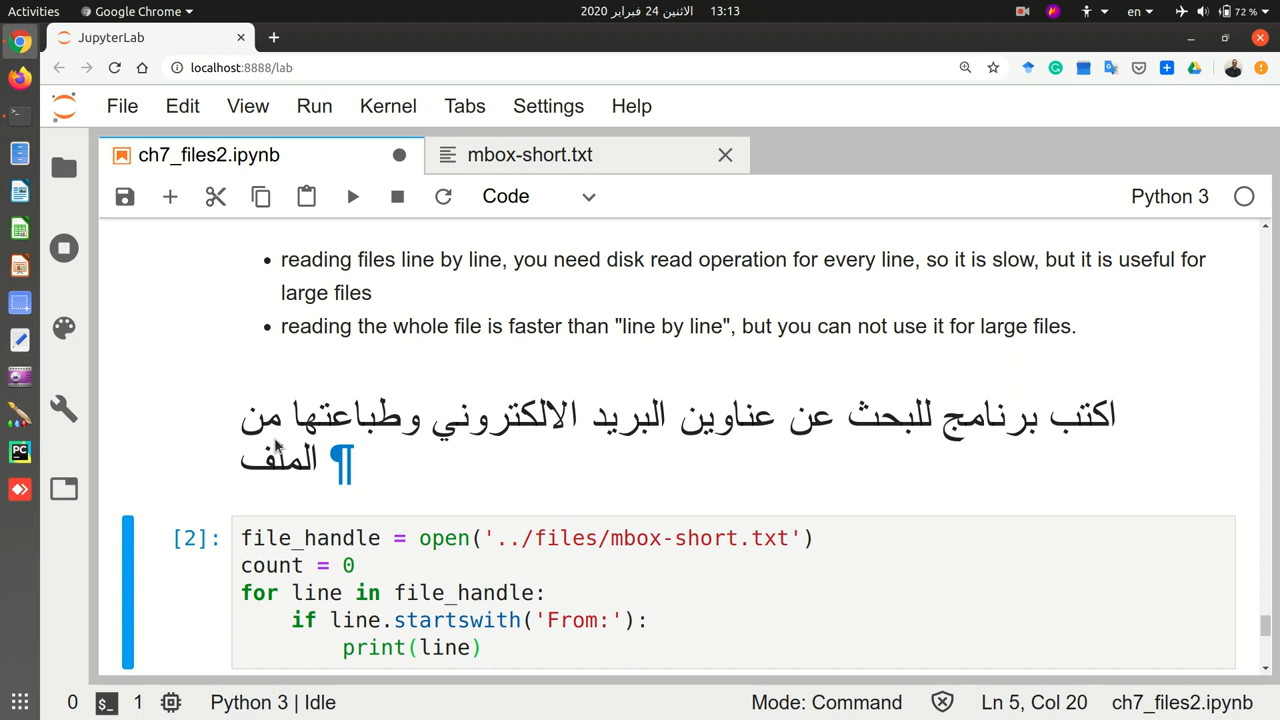 Activities
Google Chrome
الاثنين 24 فبراير 2020 13:13
en
72 %
JupyterLab
localhost:8888/lab
File Edit View Run Kernel Tabs Settings Help
ch7_files2.ipynb
mbox-short.txt
Code
Python 3
• reading files line by line, you need disk read operation for every line, so it is slow, but it is useful for
large files
• reading the whole file is faster than "line by line", but you can not use it for large files.
اكتب برنامج للبحث عن عناوين البريد الالكتروني وطباعتها من
الملف ¶
[2]:
file_handle = open('../files/mbox-short.txt')
count = 0
for line in file_handle:
    if line.startswith('From:'):
        print(line)
0 $_ 1 Python 3 | Idle Mode: Command Ln 5, Col 20 ch7_files2.ipynb